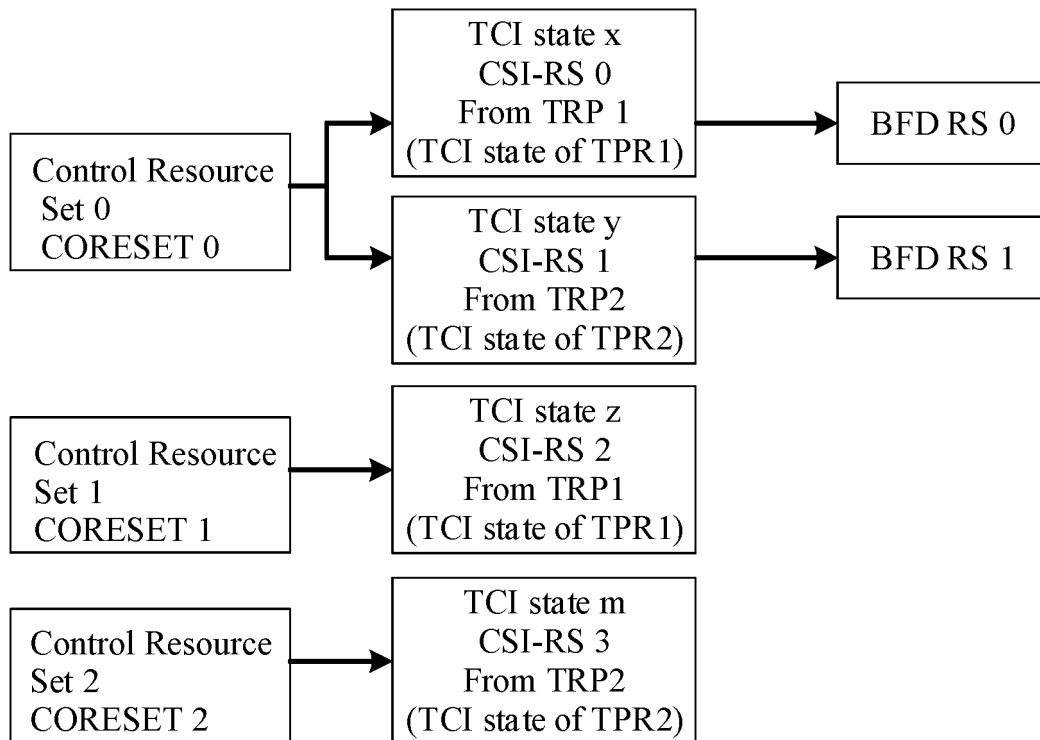 Control Resource
Set 0
CORESET 0
TCI state x
CSI-RS 0
From TRP 1
(TCI state of TPR1)
BFD RS 0
TCI state y
CSI-RS 1
From TRP2
(TCI state of TPR2)
BFD RS 1
Control Resource
Set 1
CORESET 1
TCI state z
CSI-RS 2
From TRP1
(TCI state of TPR1)
Control Resource
Set 2
CORESET 2
TCI state m
CSI-RS 3
From TRP2
(TCI state of TPR2)